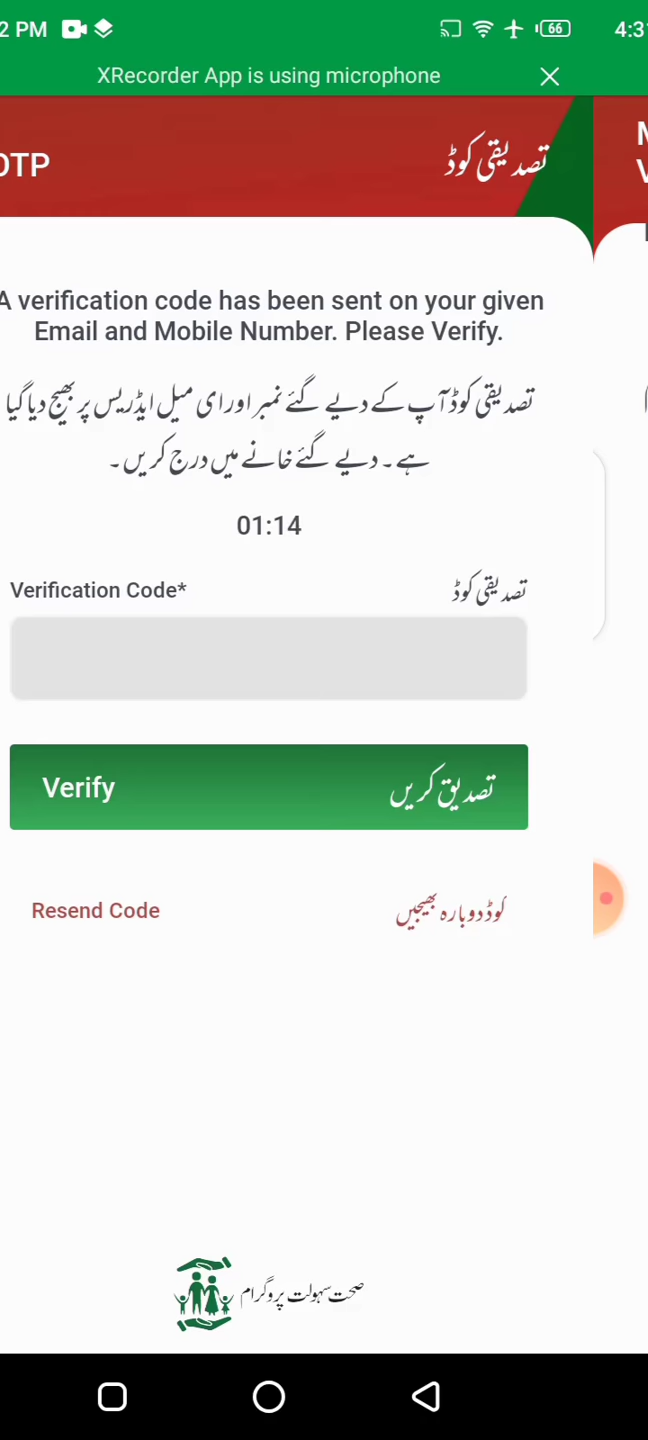 2 PM 66 4:31
XRecorder App is using microphone
OTP تصدیقی کوڈ
A verification code has been sent on your given
Email and Mobile Number. Please Verify.
تصدیقی کوڈ آپ کے دیے گئے نمبر اور ای میل ایڈریس پر بھیج دیا گیا
ہے۔ دیے گئے خانے میں درج کریں۔
01:14
Verification Code* تصدیقی کوڈ
Verify تصدیق کریں
Resend Code کوڈ دوبارہ بھیجیں
صحت سہولت پروگرام